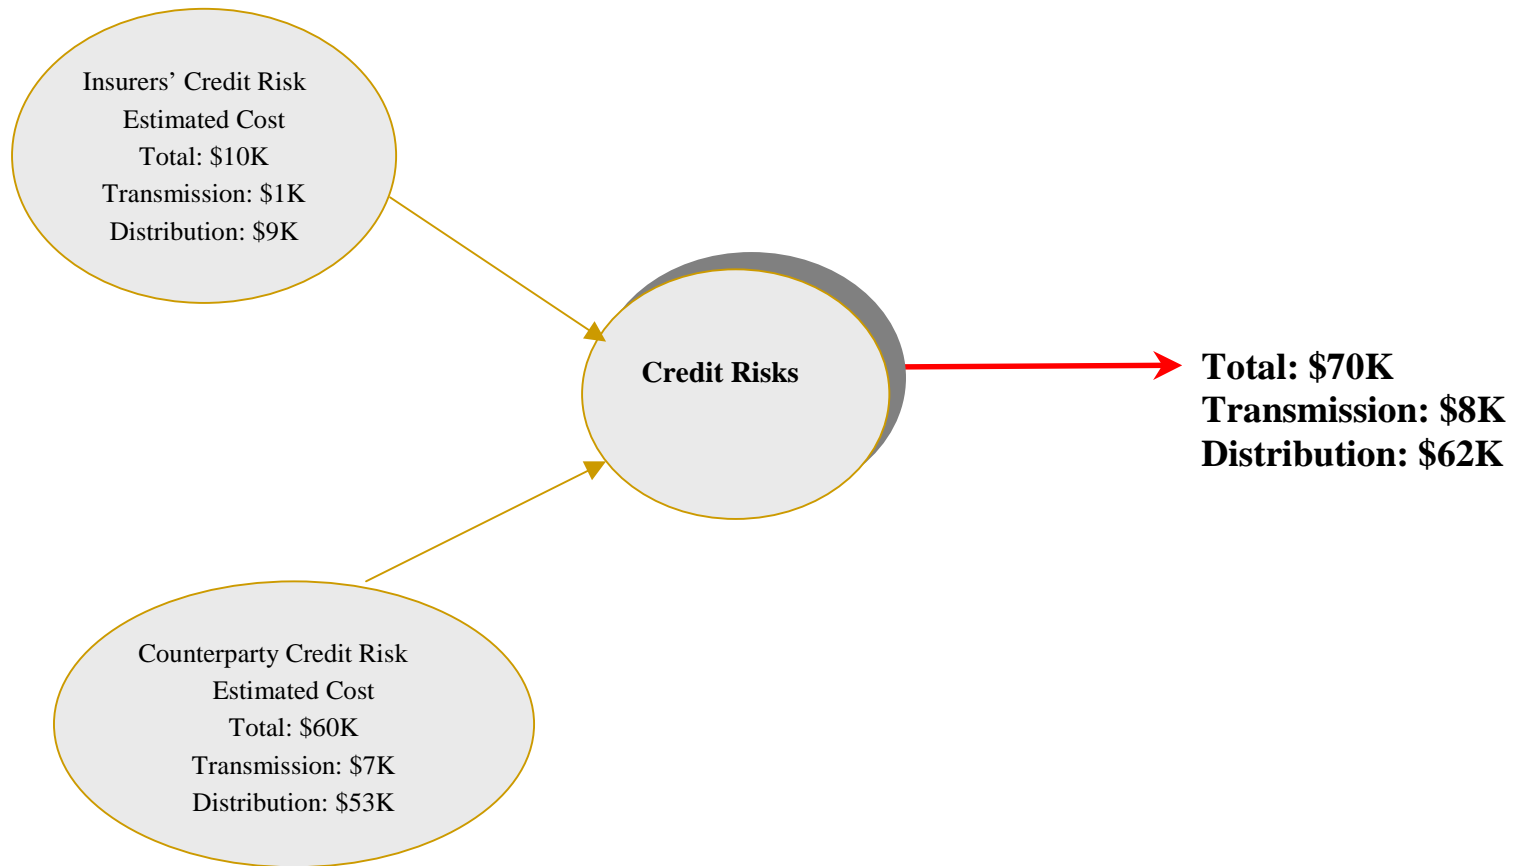 Insurers’ Credit Risk
Estimated Cost
Total: $10K
Transmission: $1K
Distribution: $9K
Credit Risks
Total: $70K
Transmission: $8K
Distribution: $62K
Counterparty Credit Risk
Estimated Cost
Total: $60K
Transmission: $7K
Distribution: $53K